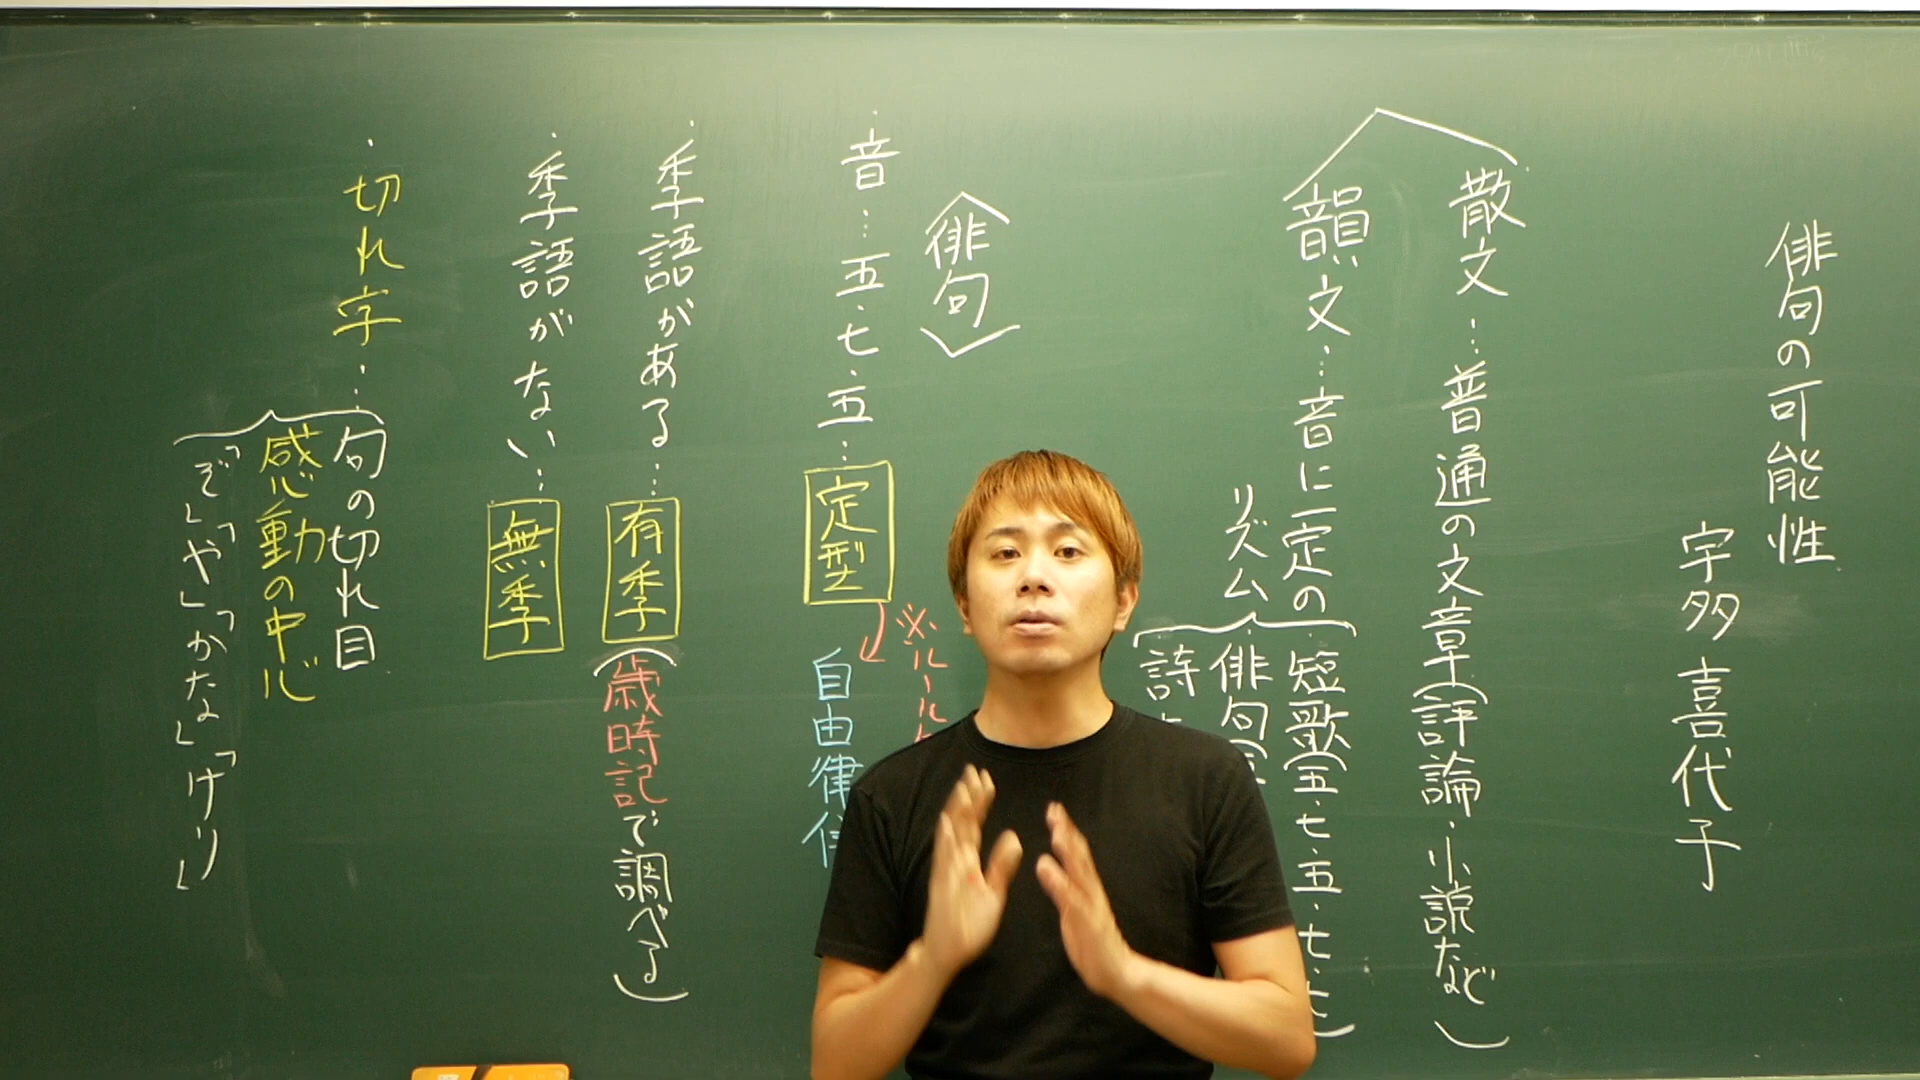 俳句の可能性
宇多喜代子
散文…普通の文章(評論・小説など)
韻文…音に一定の
リズム
短歌(五・七・五・七・七)
俳句(
詩
〈俳句〉
音…五・七・五…定型
※ルール
自由律俳
季語がある…有季(歳時記で調べる)
季語がない…無季
切れ字…
句の切れ目
感動の中心
「ぞ」「や」「かな」「けり」